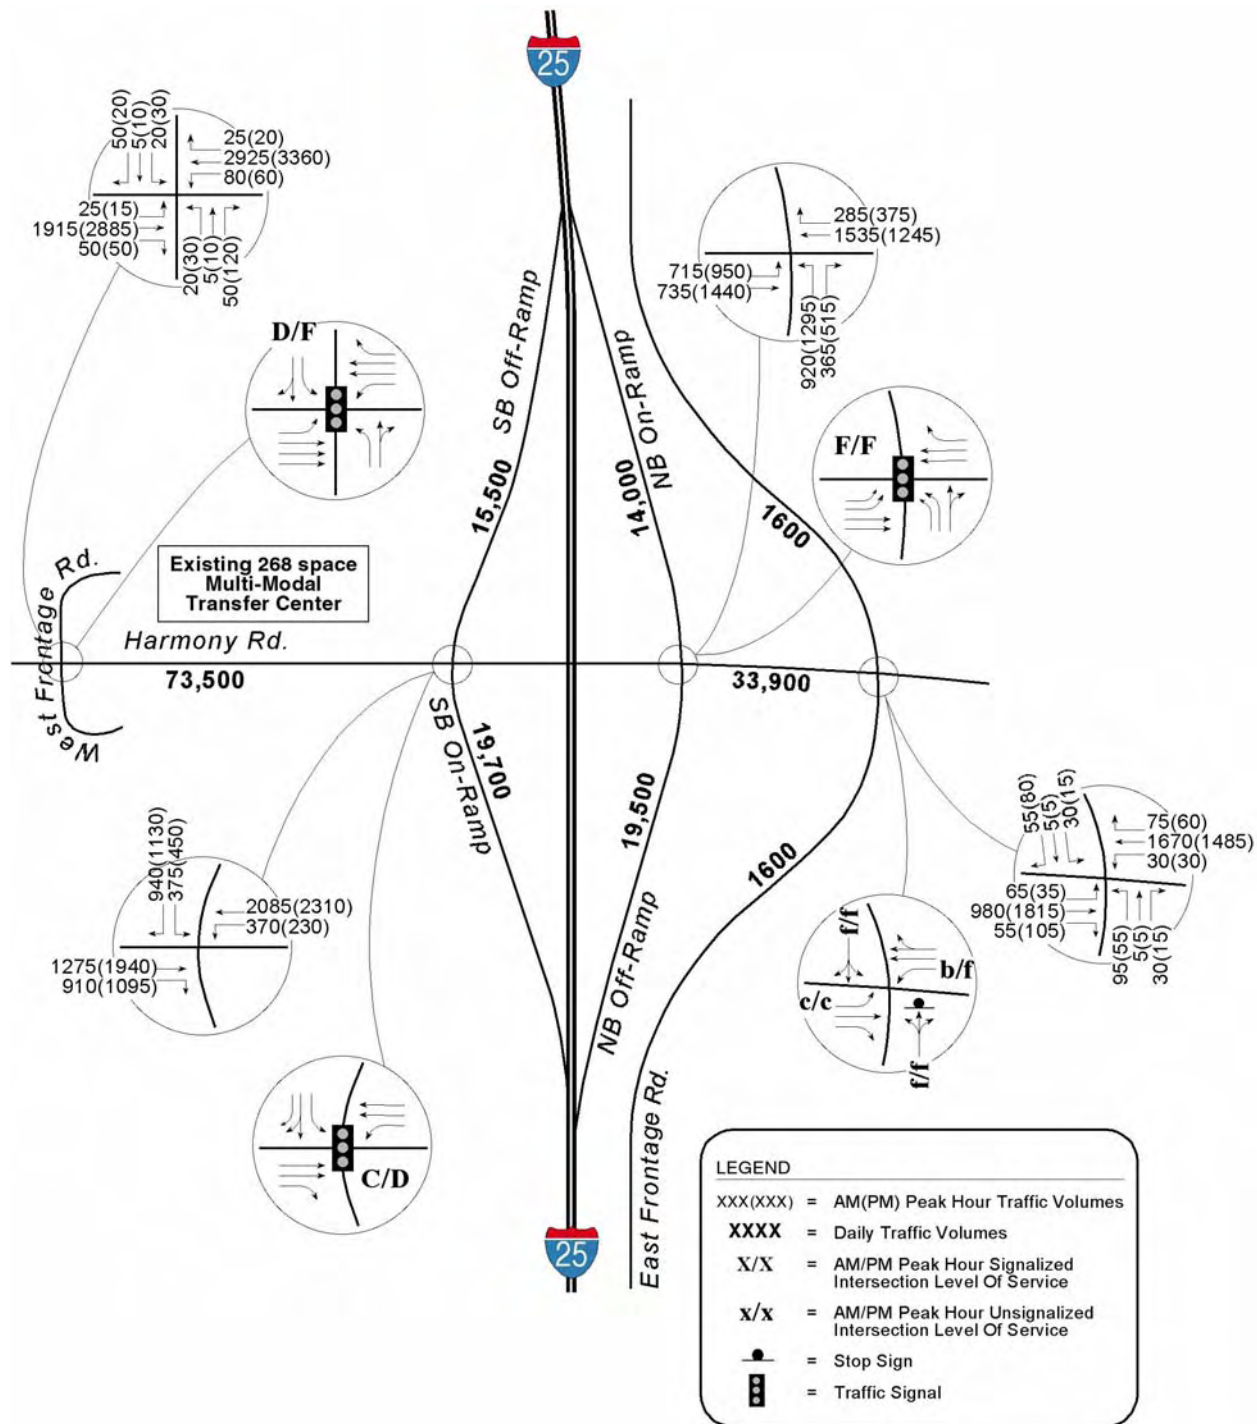 25
50(20)
5(10)
20(30)
25(20)
2925(3360)
80(60)
25(15)
1915(2885)
50(50)
20(30)
5(10)
50(120)
285(375)
1535(1245)
715(950)
735(1440)
920(1295)
365(515)
D/F
F/F
SB Off-Ramp
15,500
NB On-Ramp
14,000
1600
Existing 268 space
Multi-Modal
Transfer Center
West Frontage Rd.
Harmony Rd.
73,500
33,900
SB On-Ramp
19,700
19,500
NB Off-Ramp
1600
East Frontage Rd.
940(1130)
375(450)
2085(2310)
370(230)
1275(1940)
910(1095)
C/D
55(80)
5(5)
30(15)
75(60)
1670(1485)
30(30)
65(35)
980(1815)
55(105)
95(55)
5(5)
30(15)
f/f
b/f
c/c
f/f
25
LEGEND
XXX(XXX) = AM(PM) Peak Hour Traffic Volumes
XXXX = Daily Traffic Volumes
X/X = AM/PM Peak Hour Signalized
Intersection Level Of Service
x/x = AM/PM Peak Hour Unsignalized
Intersection Level Of Service
= Stop Sign
= Traffic Signal